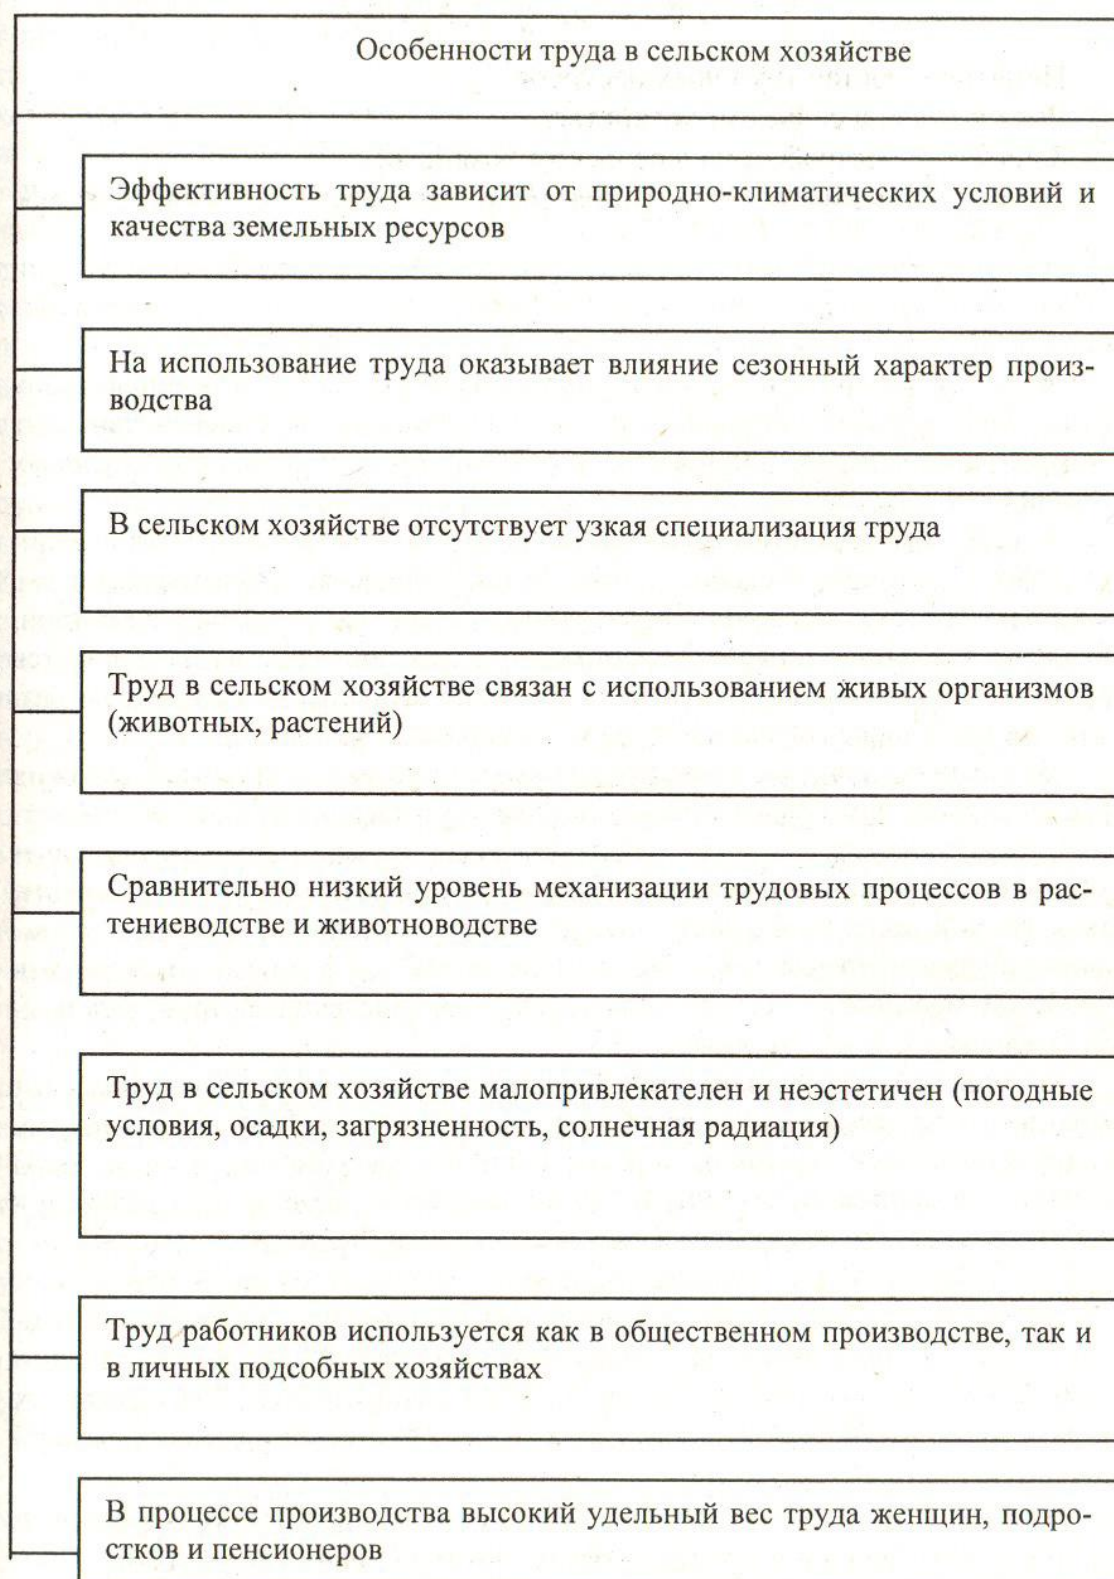 Особенности труда в сельском хозяйстве
Эффективность труда зависит от природно-климатических условий и
качества земельных ресурсов
На использование труда оказывает влияние сезонный характер произ-
водства
В сельском хозяйстве отсутствует узкая специализация труда
Труд в сельском хозяйстве связан с использованием живых организмов
(животных, растений)
Сравнительно низкий уровень механизации трудовых процессов в рас-
тениеводстве и животноводстве
Труд в сельском хозяйстве малопривлекателен и неэстетичен (погодные
условия, осадки, загрязненность, солнечная радиация)
Труд работников используется как в общественном производстве, так и
в личных подсобных хозяйствах
В процессе производства высокий удельный вес труда женщин, подро-
стков и пенсионеров